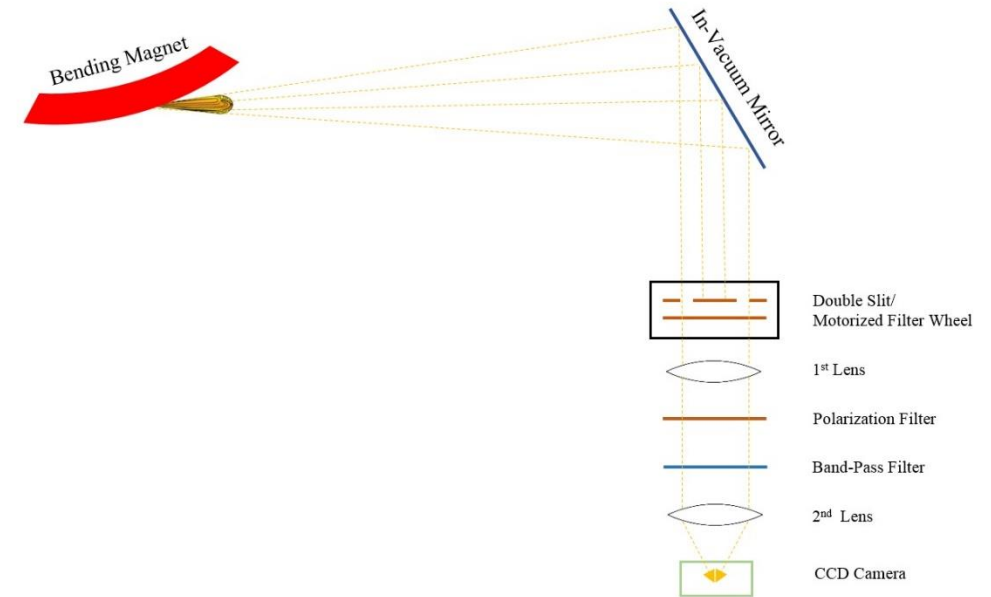 Bending Magnet
In-Vacuum Mirror
Double Slit/
Motorized Filter Wheel
1st Lens
Polarization Filter
Band-Pass Filter
2nd Lens
CCD Camera